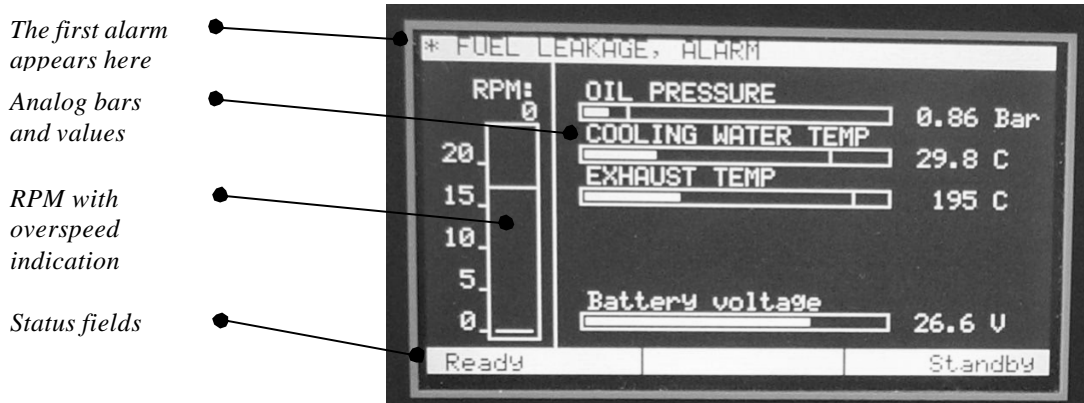 The first alarm
appears here
Analog bars
and values
RPM with
overspeed
indication
Status fields
* FUEL LEAKAGE, ALARM
RPM:
0
20
15
10
5
0
OIL PRESSURE
0.86 Bar
COOLING WATER TEMP
29.8 C
EXHAUST TEMP
195 C
Battery voltage
26.6 V
Ready
Standby